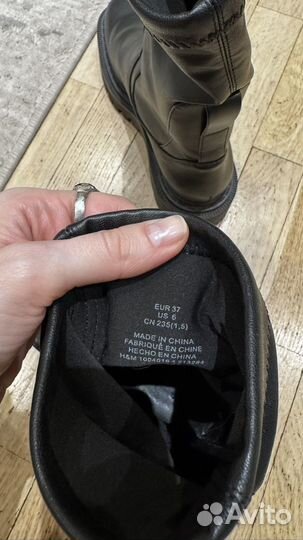 EUR 37
US 6
CN 235(1,5)
MADE IN CHINA
FABRIQUÉ EN CHINE
HECHO EN CHINA
H&M
Avito